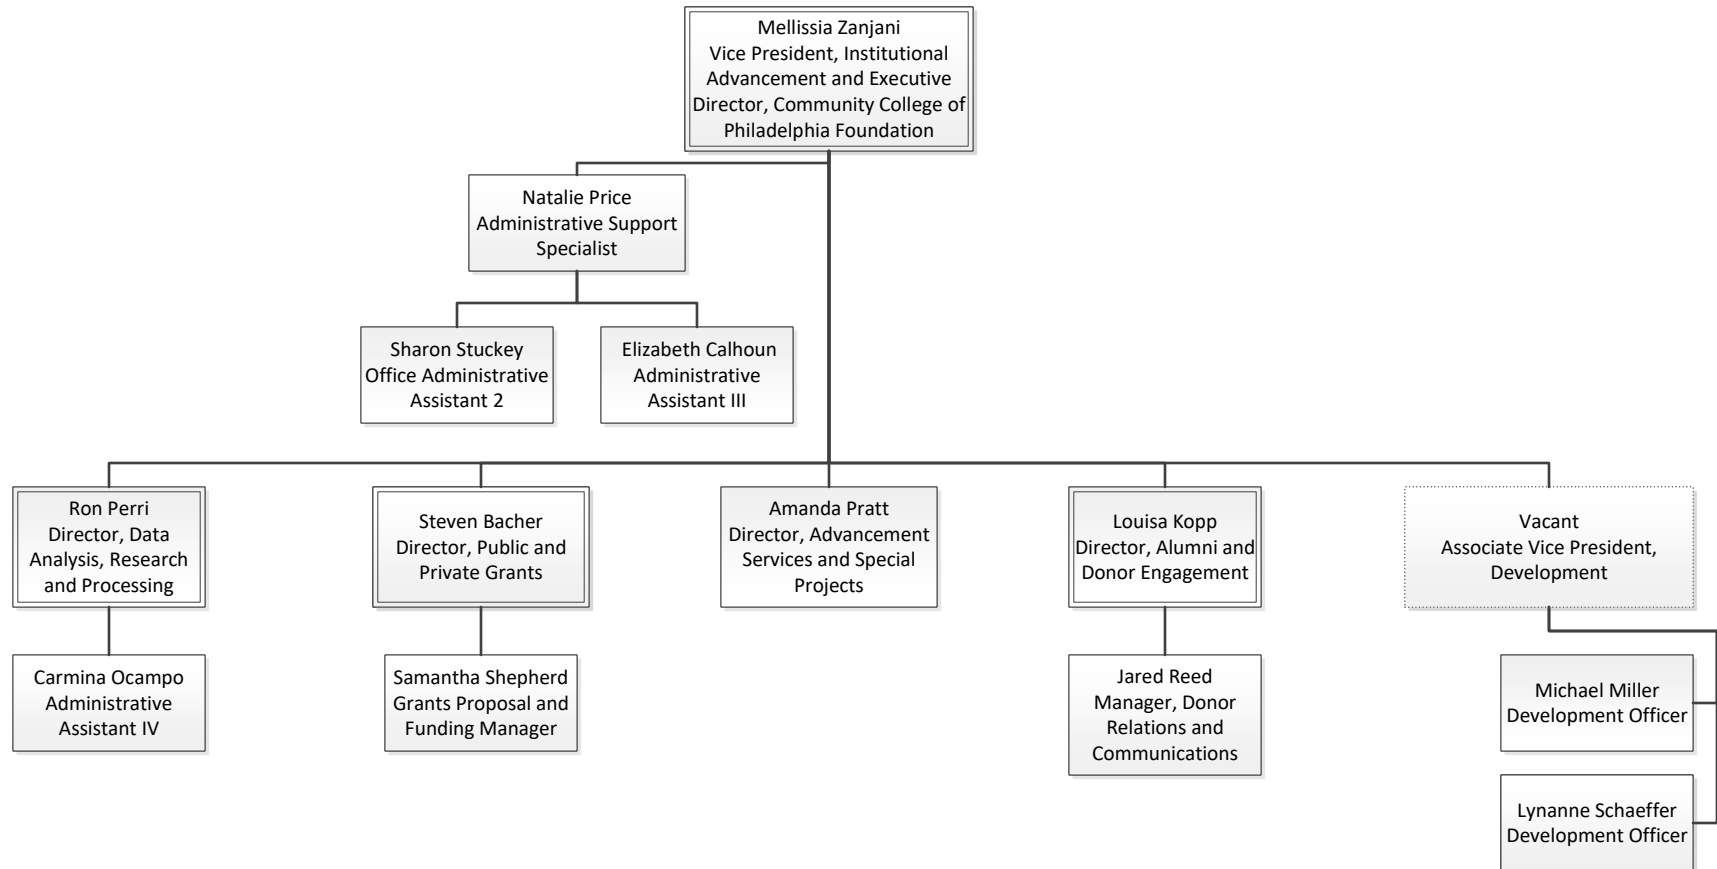 Mellissia Zanjani
Vice President, Institutional
Advancement and Executive
Director, Community College of
Philadelphia Foundation
Natalie Price
Administrative Support
Specialist
Sharon Stuckey
Office Administrative
Assistant 2
Elizabeth Calhoun
Administrative
Assistant III
Ron Perri
Director, Data
Analysis, Research
and Processing
Steven Bacher
Director, Public and
Private Grants
Amanda Pratt
Director, Advancement
Services and Special
Projects
Louisa Kopp
Director, Alumni and
Donor Engagement
Vacant
Associate Vice President,
Development
Carmina Ocampo
Administrative
Assistant IV
Samantha Shepherd
Grants Proposal and
Funding Manager
Jared Reed
Manager, Donor
Relations and
Communications
Michael Miller
Development Officer
Lynanne Schaeffer
Development Officer